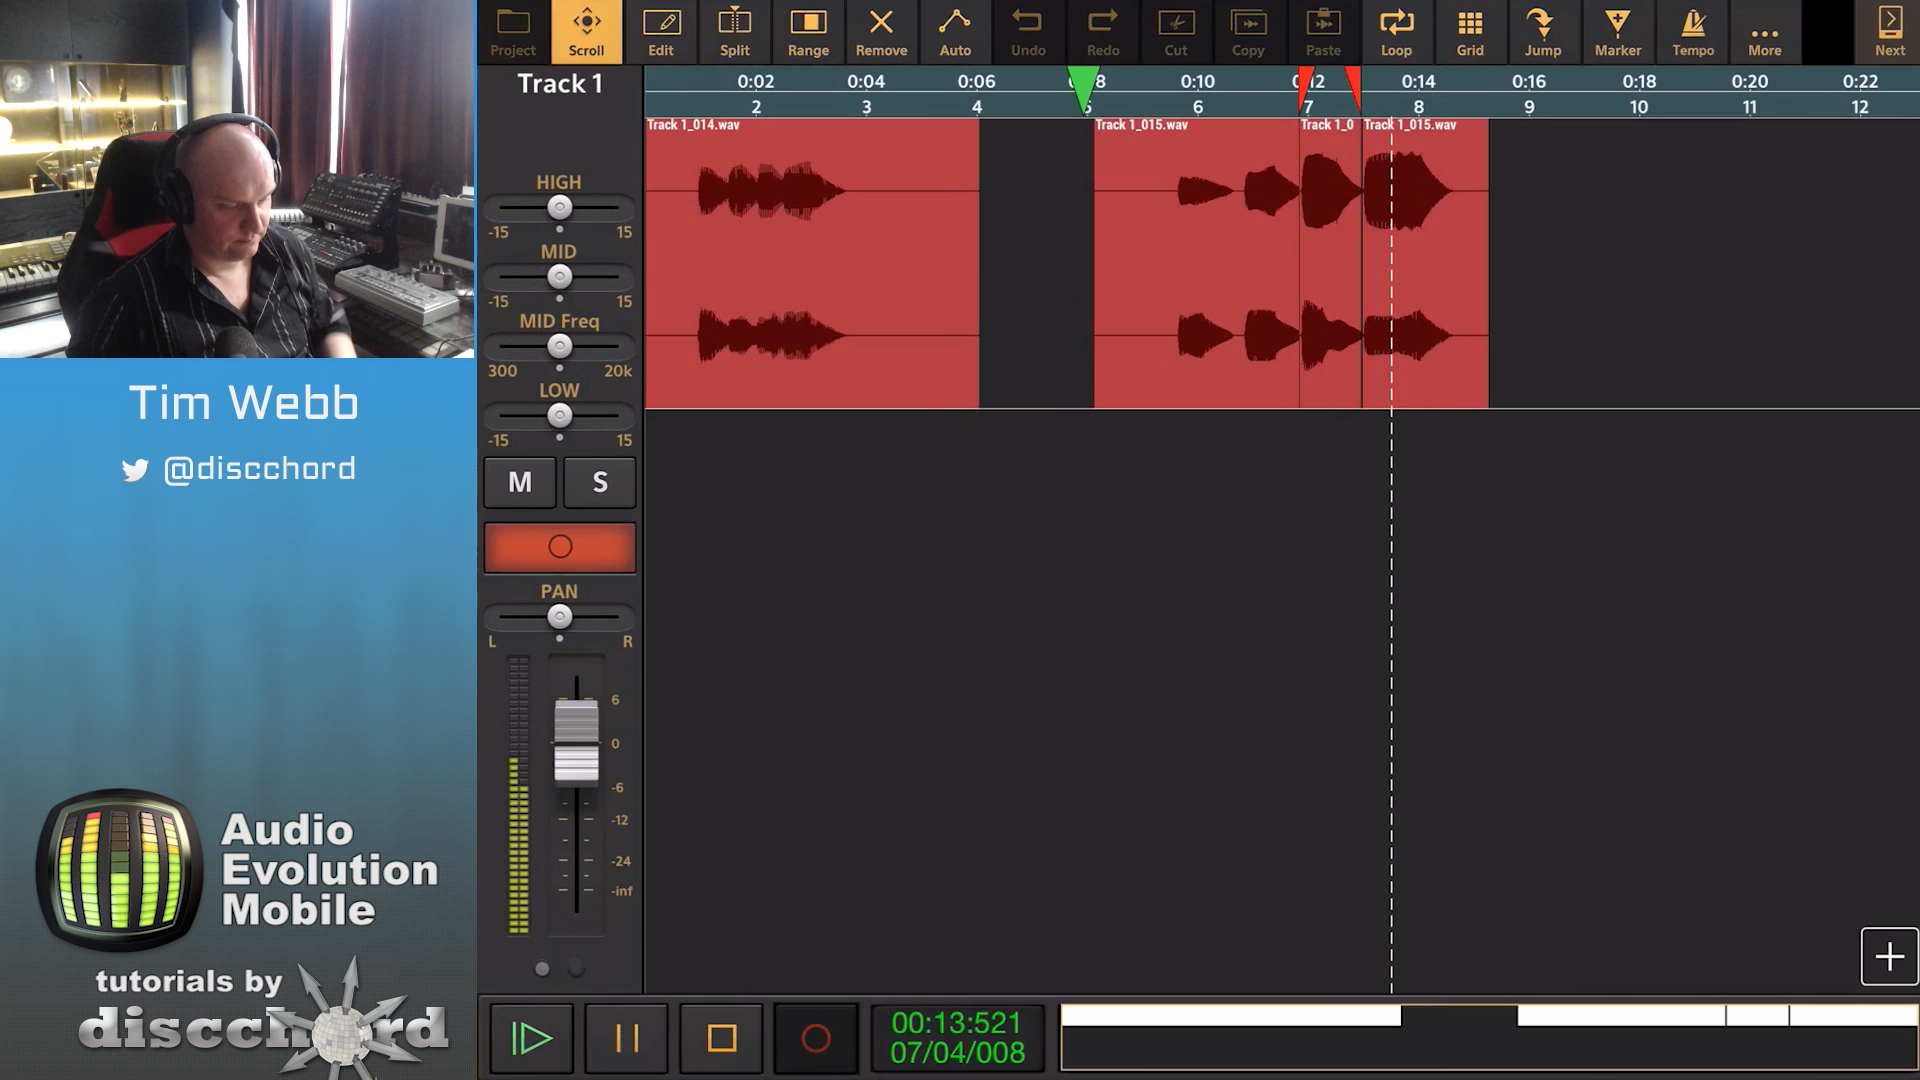 Project Scroll Edit Split Range Remove Auto Undo Redo Cut Copy Paste Loop Grid Jump Marker Tempo More Next
Track 1
0:02 0:04 0:06 8 0:10 0:14 0:16 0:18 0:20 0:22
2 3 4 5 6 7 8 9 10 11 12
Track 1_014.wav Track 1_015.wav Track 1_0 Track 1_015.wav
HIGH
-15 15
MID
-15 15
MID Freq
300 20k
LOW
-15 15
M S
PAN
L R
6
0
-6
-12
-24
-inf
00:13:521
07/04/008
Tim Webb
@discchord
Audio
Evolution
Mobile
tutorials by
discchord